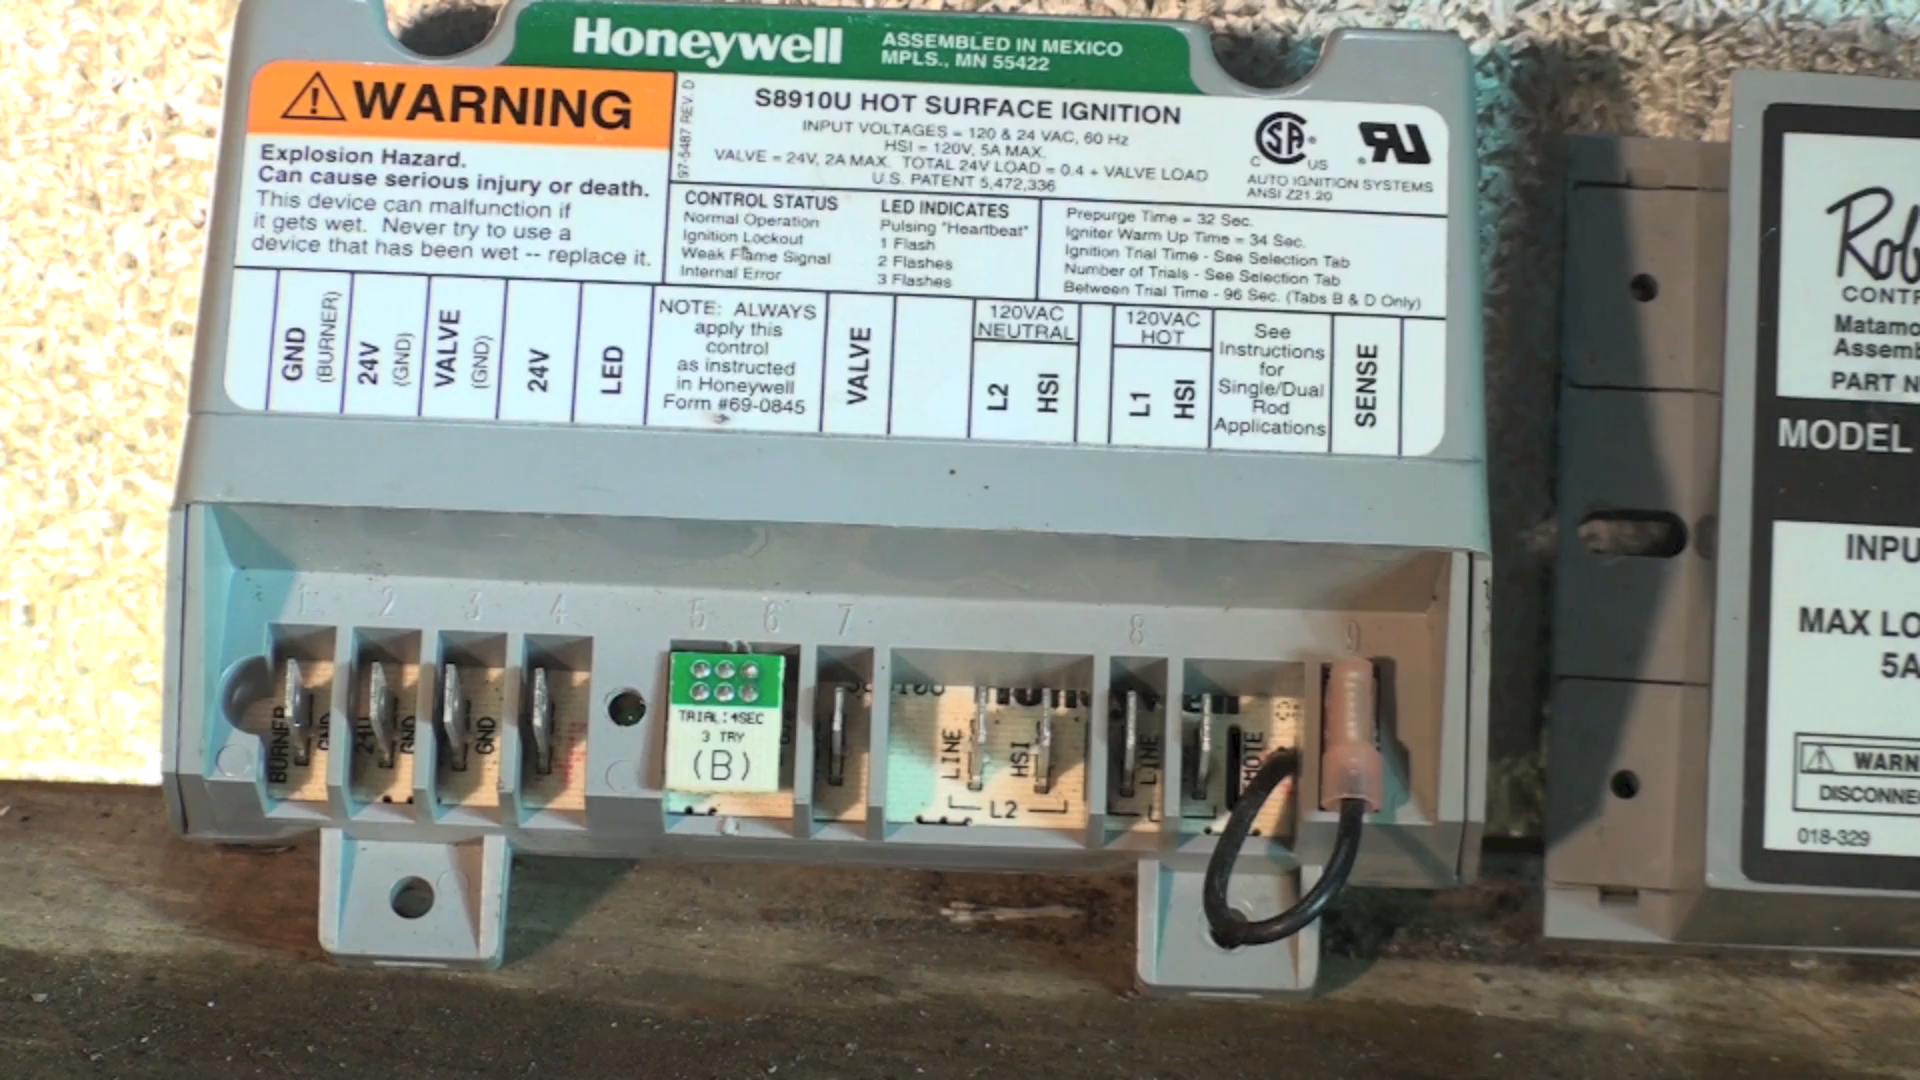 Honeywell
ASSEMBLED IN MEXICO
MPLS., MN 55422
WARNING
Explosion Hazard.
Can cause serious injury or death.
This device can malfunction if
it gets wet. Never try to use a
device that has been wet -- replace it.
97-5487 REV. D
S8910U HOT SURFACE IGNITION
INPUT VOLTAGES = 120 & 24 VAC, 60 Hz
HSI = 120V, 5A MAX.
VALVE = 24V, 2A MAX. TOTAL 24V LOAD = 0.4 + VALVE LOAD
U.S. PATENT 5,472,336
C US
AUTO IGNITION SYSTEMS
ANSI Z21.20
CONTROL STATUS LED INDICATES
Normal Operation Pulsing "Heartbeat"
Ignition Lockout 1 Flash
Weak Flame Signal 2 Flashes
Internal Error 3 Flashes
Prepurge Time = 32 Sec.
Igniter Warm Up Time = 34 Sec.
Ignition Trial Time - See Selection Tab
Number of Trials - See Selection Tab
Between Trial Time - 96 Sec. (Tabs B & D Only)
GND
(BURNER)
24V
(GND)
VALVE
(GND)
24V
LED
NOTE: ALWAYS
apply this
control
as instructed
in Honeywell
Form #69-0845
VALVE
120VAC
NEUTRAL
L2
HSI
120VAC
HOT
L1
HSI
See
Instructions
for
Single/Dual
Rod
Applications
SENSE
1 2 3 4 5 6 7 8 9
BURNER
GND
GND
GND
TRIAL:4SEC
3 TRY
(B)
LINE
HSI
L2
LINE
Rob
CONTR
Matamo
Assemb
PART N
MODEL
INPU
MAX LO
5A
WARN
DISCONNE
018-329